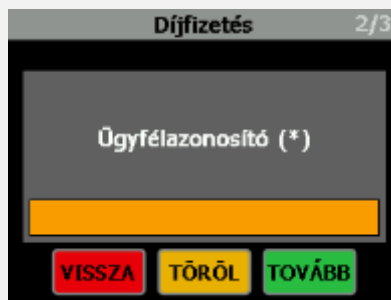 Díjfizetés 2/3
Ügyfélazonosító (*)
VISSZA TÖRÖL TOVÁBB